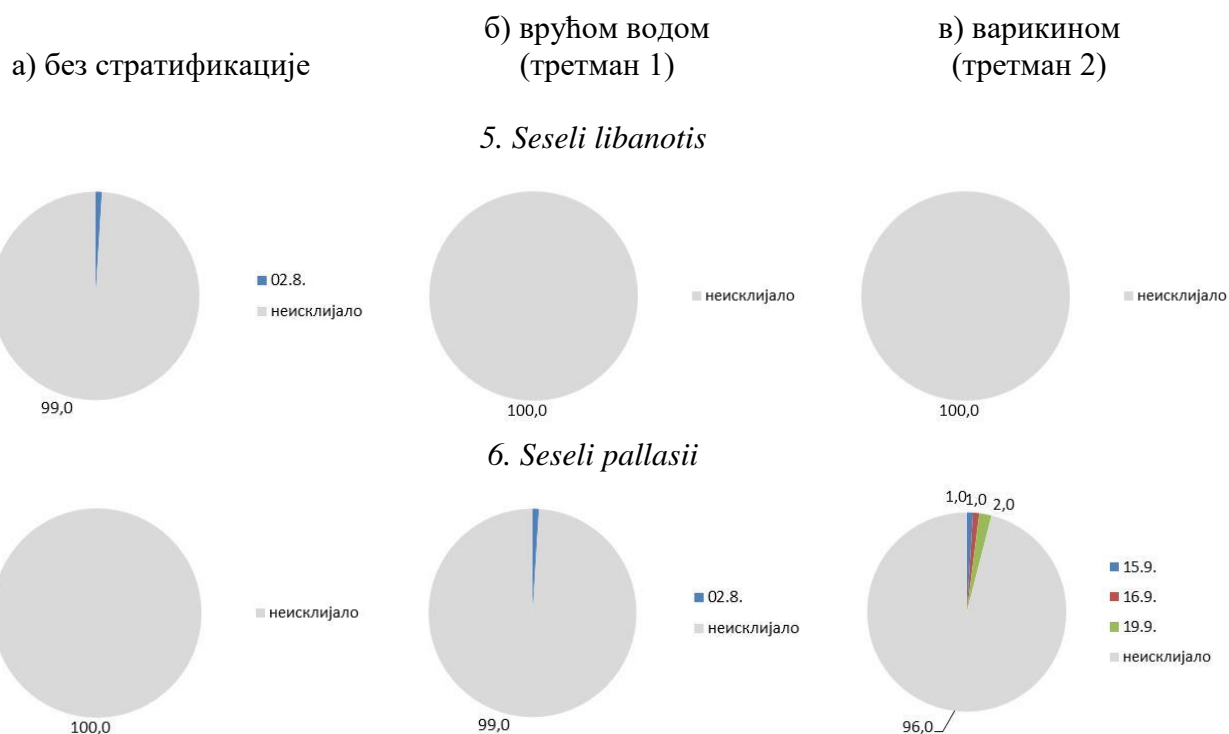 а) без стратификације
б) врућом водом
(третман 1)
в) варикином
(третман 2)
5. Seseli libanotis
02.8.
неисклијало
99,0
неисклијало
100,0
неисклијало
100,0
6. Seseli pallasii
неисклијало
100,0
02.8.
неисклијало
99,0
1,0
1,0
2,0
15.9.
16.9.
19.9.
неисклијало
96,0